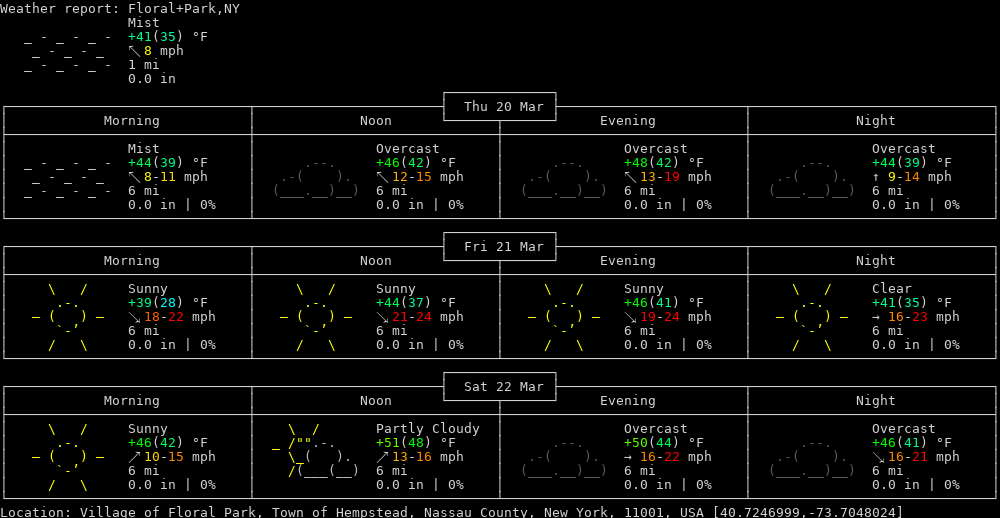 Weather report: Floral+Park,NY
Mist
_ - _ - _ - +41(35) °F
_ - _ - _ ↖ 8 mph
_ - _ - _ - 1 mi
0.0 in
Thu 20 Mar
Morning Noon Evening Night
Mist Overcast Overcast Overcast
+44(39) °F +46(42) °F +48(42) °F +44(39) °F
↖ 8-11 mph ↖ 12-15 mph ↖ 13-19 mph ↑ 9-14 mph
6 mi 6 mi 6 mi 6 mi
0.0 in | 0% 0.0 in | 0% 0.0 in | 0% 0.0 in | 0%
Fri 21 Mar
Morning Noon Evening Night
Sunny Sunny Sunny Clear
+39(28) °F +44(37) °F +46(41) °F +41(35) °F
↘ 18-22 mph ↘ 21-24 mph ↘ 19-24 mph → 16-23 mph
6 mi 6 mi 6 mi 6 mi
0.0 in | 0% 0.0 in | 0% 0.0 in | 0% 0.0 in | 0%
Sat 22 Mar
Morning Noon Evening Night
Sunny Partly Cloudy Overcast Overcast
+46(42) °F +51(48) °F +50(44) °F +46(41) °F
↗ 10-15 mph ↗ 13-16 mph → 16-22 mph ↘ 16-21 mph
6 mi 6 mi 6 mi 6 mi
0.0 in | 0% 0.0 in | 0% 0.0 in | 0% 0.0 in | 0%
Location: Village of Floral Park, Town of Hempstead, Nassau County, New York, 11001, USA [40.7246999,-73.7048024]